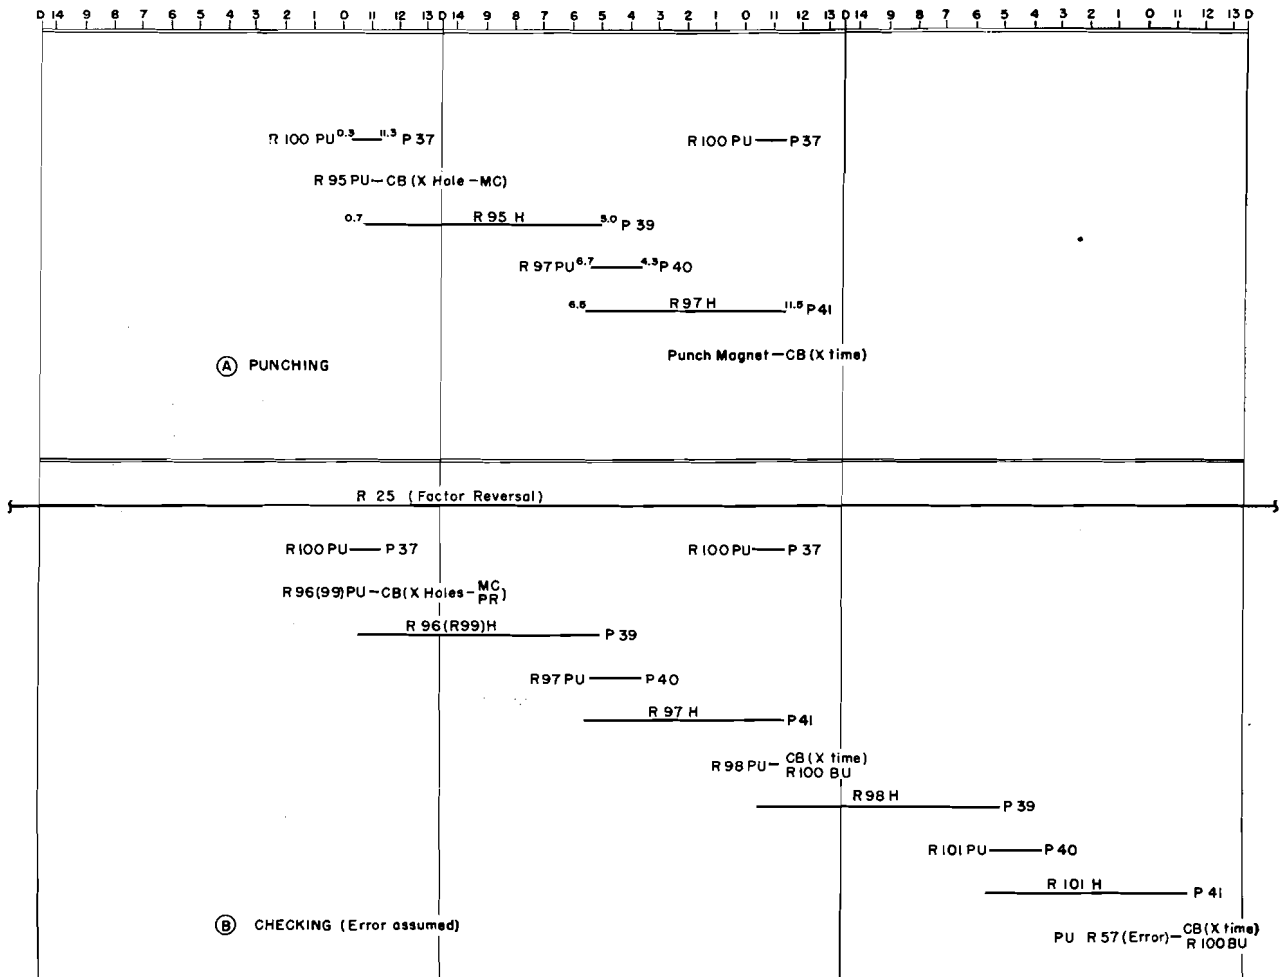 D 14 9 8 7 6 5 4 3 2 1 0 11 12 13 D 14 9 8 7 6 5 4 3 2 1 0 11 12 13 D 14 9 8 7 6 5 4 3 2 1 0 11 12 13 D
R 100 PU 0.3 11.3 P 37 R 100 PU P 37
R 95 PU-CB (X Hole-MC)
0.7 R 95 H 5.0 P 39
R 97 PU 6.7 4.3 P 40
6.5 R 97 H 11.5 P 41
Punch Magnet-CB (X time)
A PUNCHING
R 25 (Factor Reversal)
R 100 PU P 37 R 100 PU P 37
R 96(99) PU-CB(X Holes-MC PR)
R 96(R99)H P 39
R 97 PU P 40
R 97 H P 41
R 98 PU- CB (X time)
R 100 BU
R 98 H P 39
R 101 PU P 40
R 101 H P 41
B CHECKING (Error assumed)
PU R 57 (Error)- CB (X time)
R 100 BU